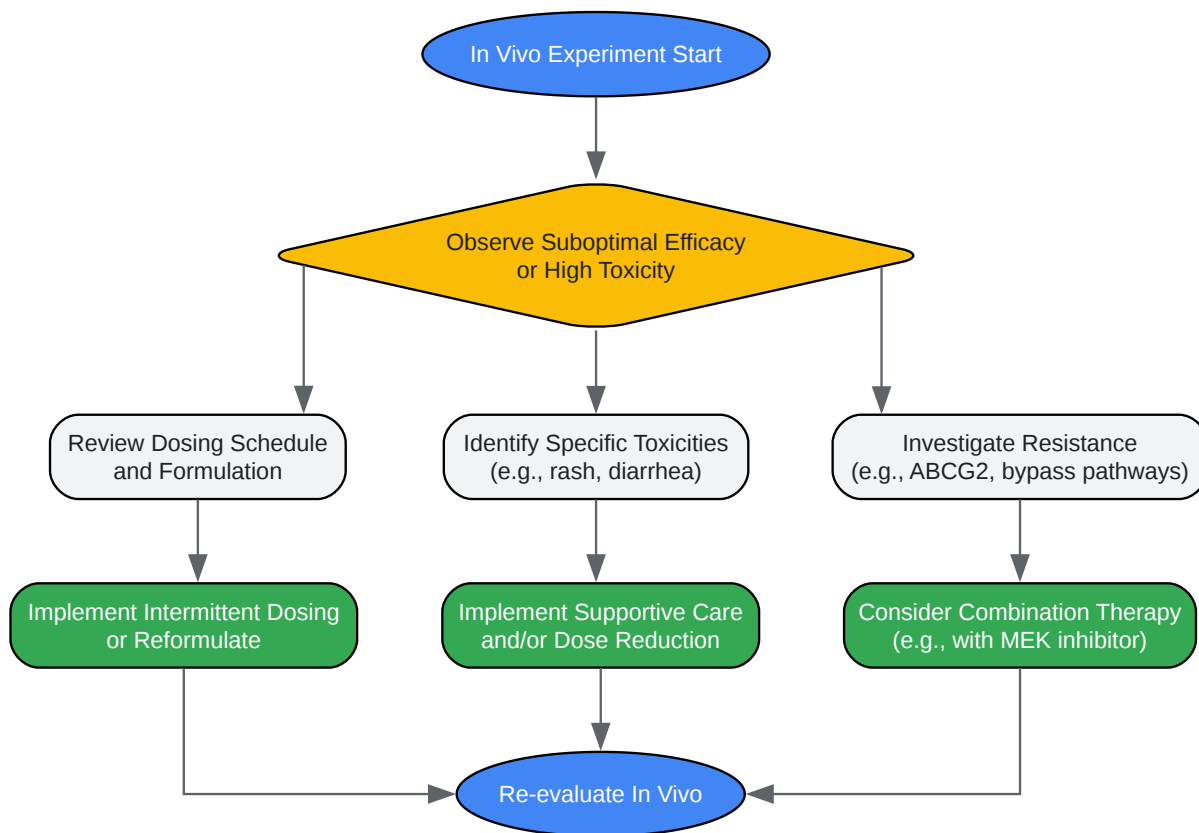 In Vivo Experiment Start
Observe Suboptimal Efficacy
or High Toxicity
Review Dosing Schedule
and Formulation
Identify Specific Toxicities
(e.g., rash, diarrhea)
Investigate Resistance
(e.g., ABCG2, bypass pathways)
Implement Intermittent Dosing
or Reformulate
Implement Supportive Care
and/or Dose Reduction
Consider Combination Therapy
(e.g., with MEK inhibitor)
Re-evaluate In Vivo